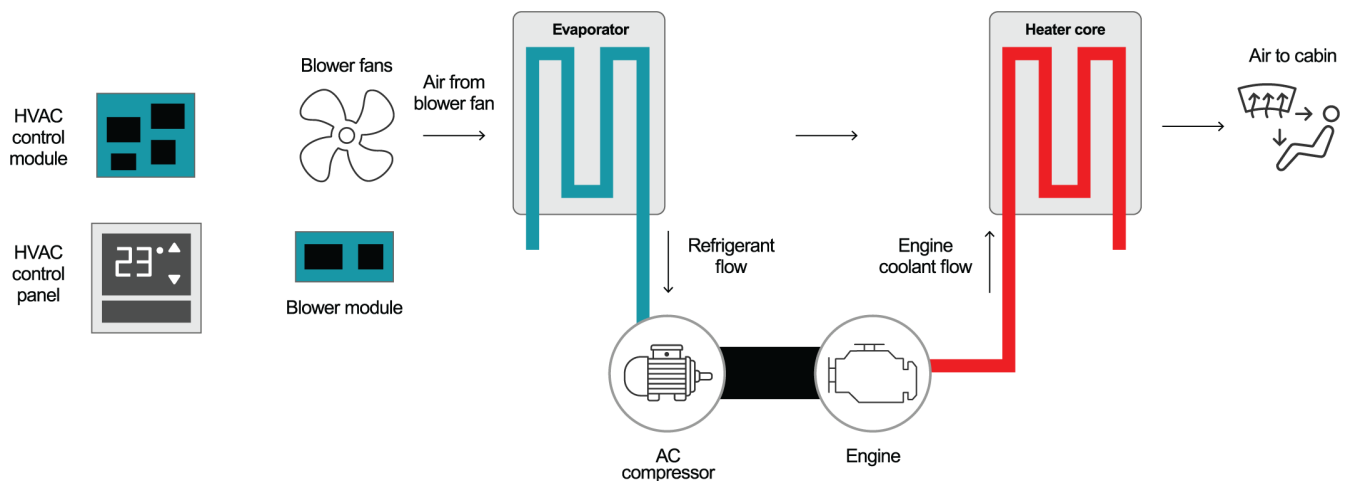 Evaporator
Heater core
Blower fans
Air from
blower fan
Air to cabin
HVAC
control
module
HVAC
control
panel
23°
Blower module
Refrigerant
flow
Engine
coolant flow
AC
compressor
Engine